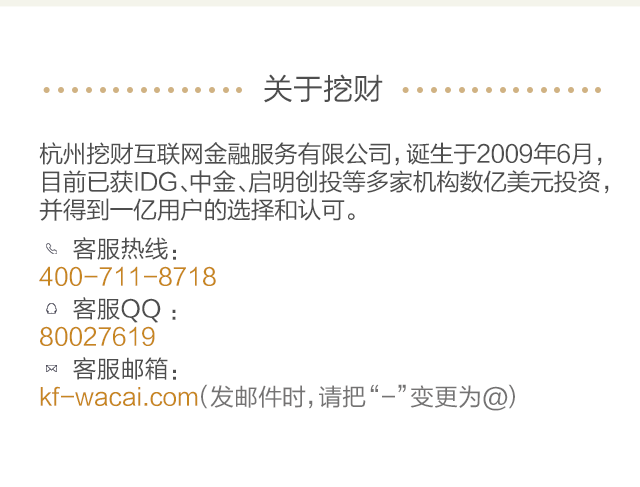 关于挖财
杭州挖财互联网金融服务有限公司,诞生于2009年6月,
目前已获IDG、中金、启明创投等多家机构数亿美元投资,
并得到一亿用户的选择和认可。
客服热线：
400-711-8718
客服QQ：
80027619
客服邮箱：
kf-wacai.com(发邮件时,请把“-”变更为@)